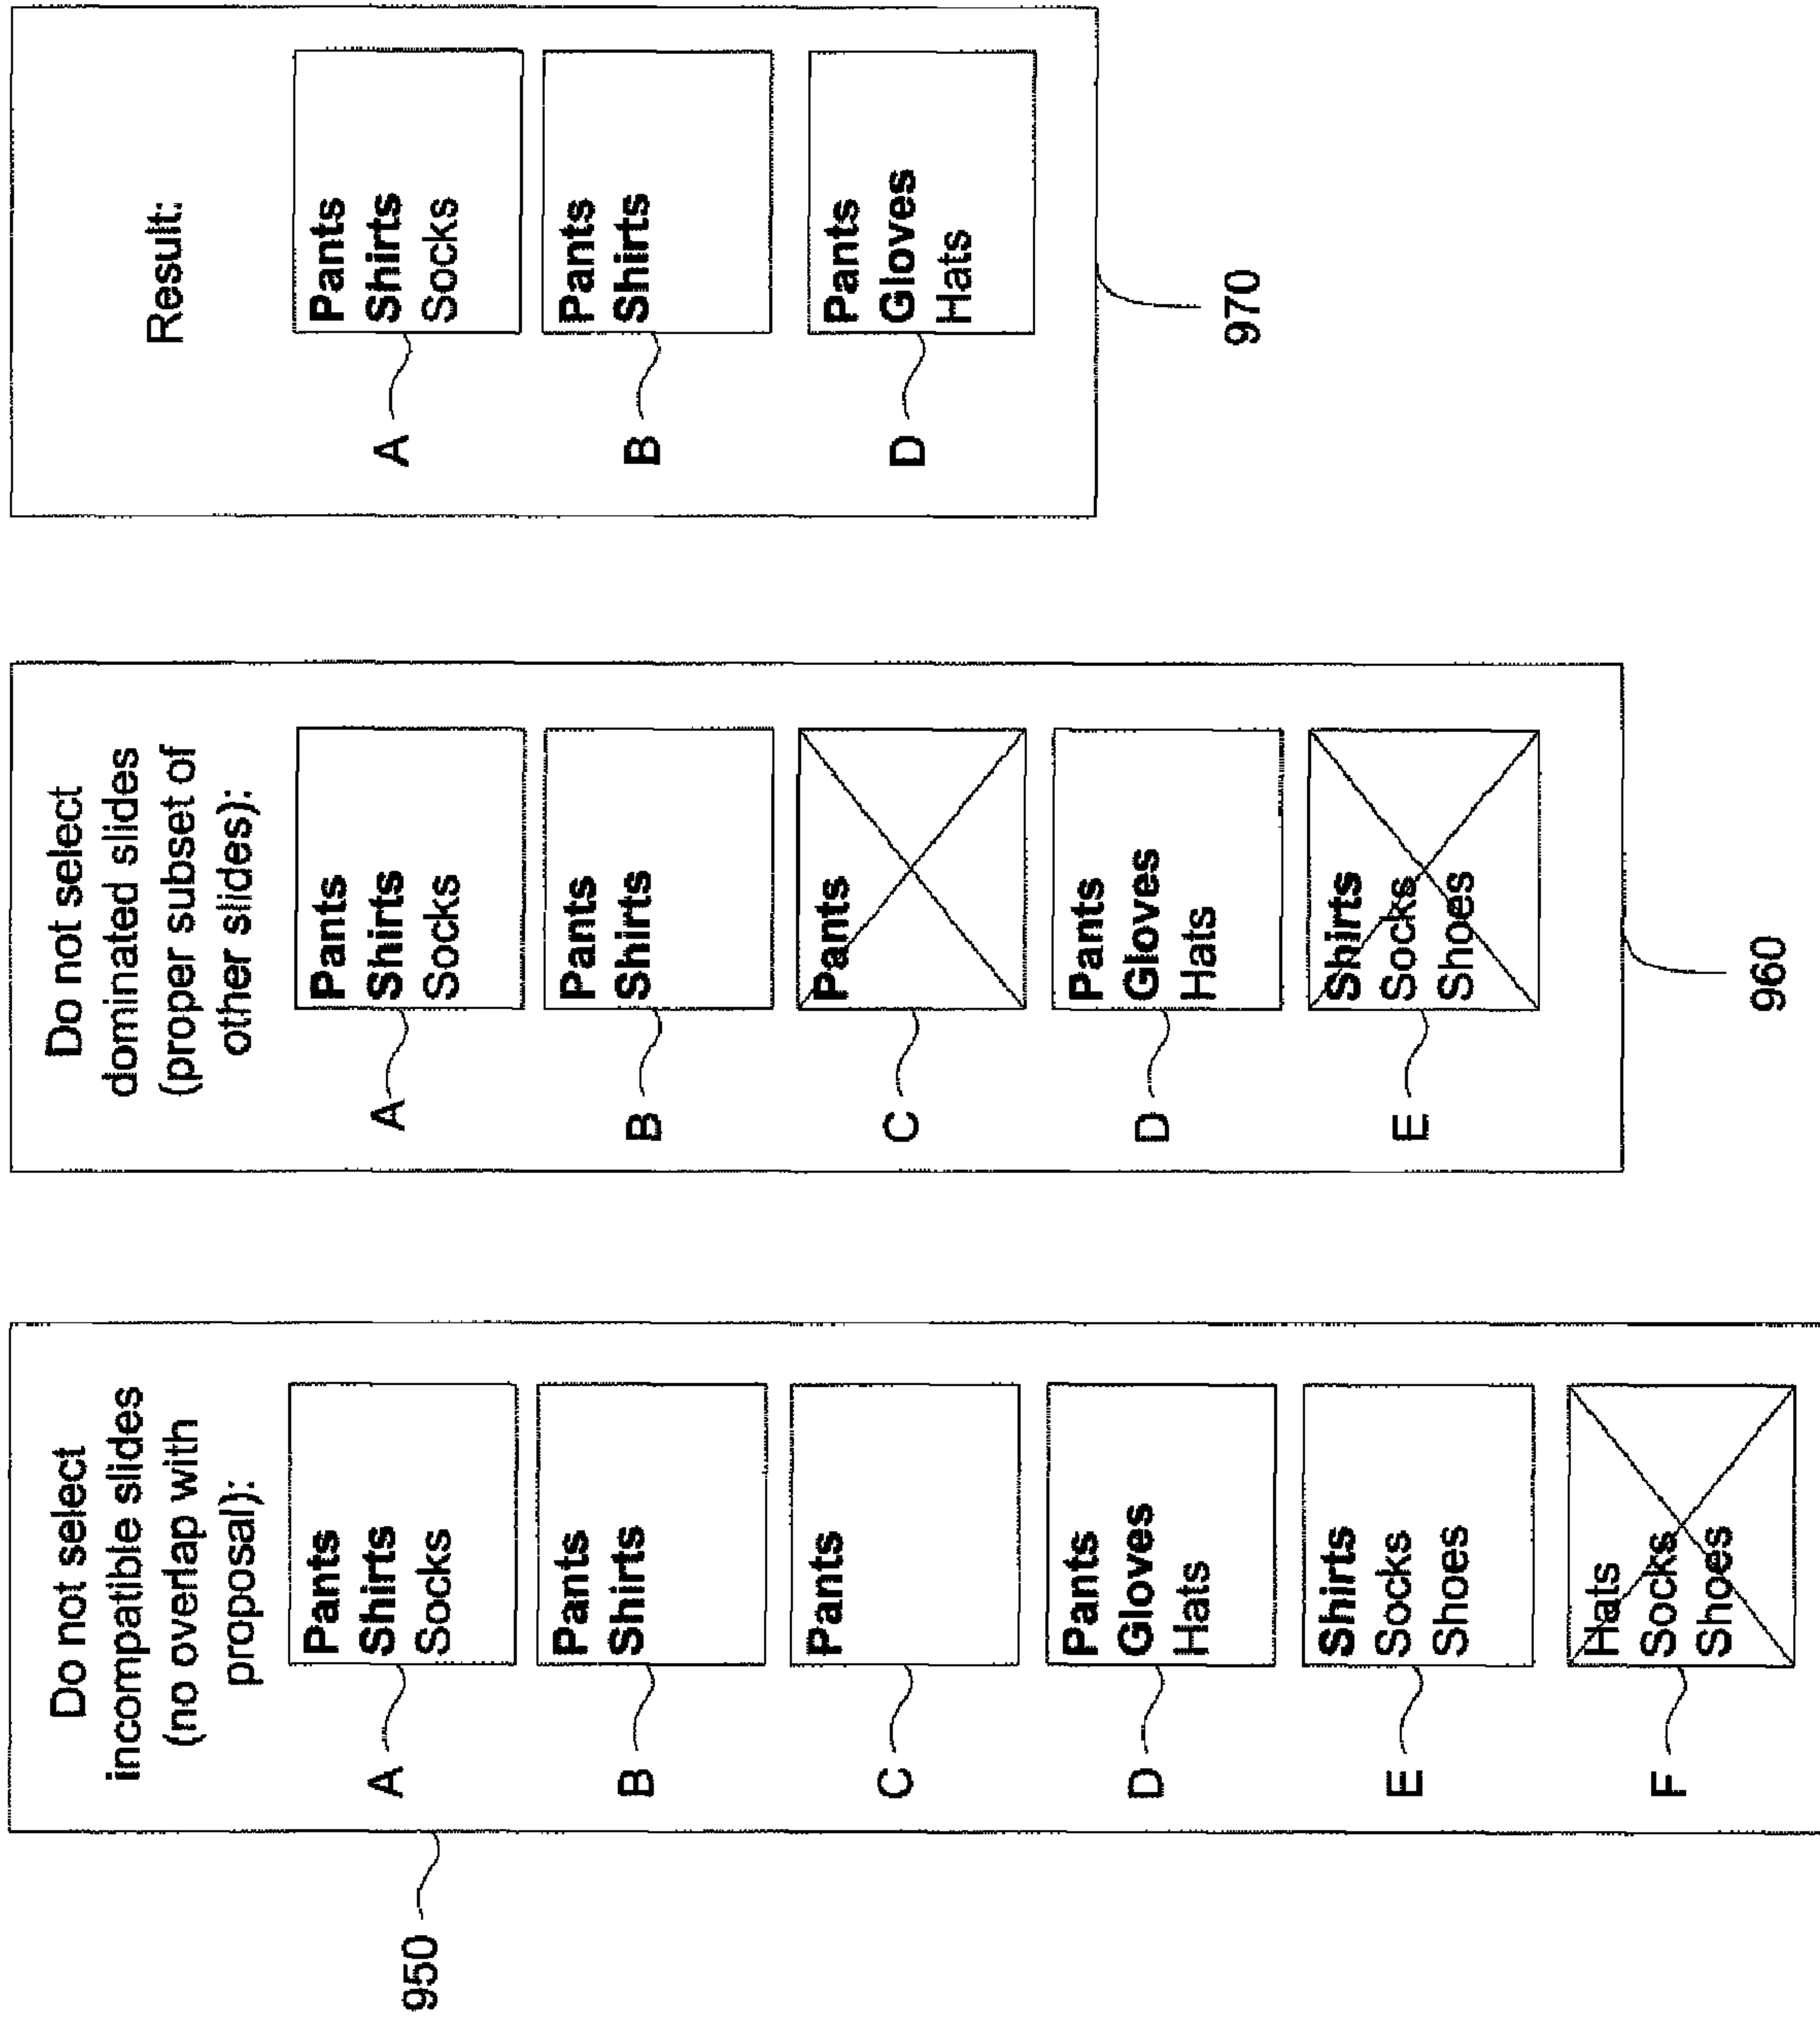 950
Do not select
incompatible slides
(no overlap with
proposal):
A
Pants
Shirts
Socks
B
Pants
Shirts
C
Pants
D
Pants
Gloves
Hats
E
Shirts
Socks
Shoes
F
Hats
Socks
Shoes
Do not select
dominated slides
(proper subset of
other slides):
A
Pants
Shirts
Socks
B
Pants
Shirts
C
Pants
D
Pants
Gloves
Hats
E
Shirts
Socks
Shoes
960
Result:
A
Pants
Shirts
Socks
B
Pants
Shirts
D
Pants
Gloves
Hats
970